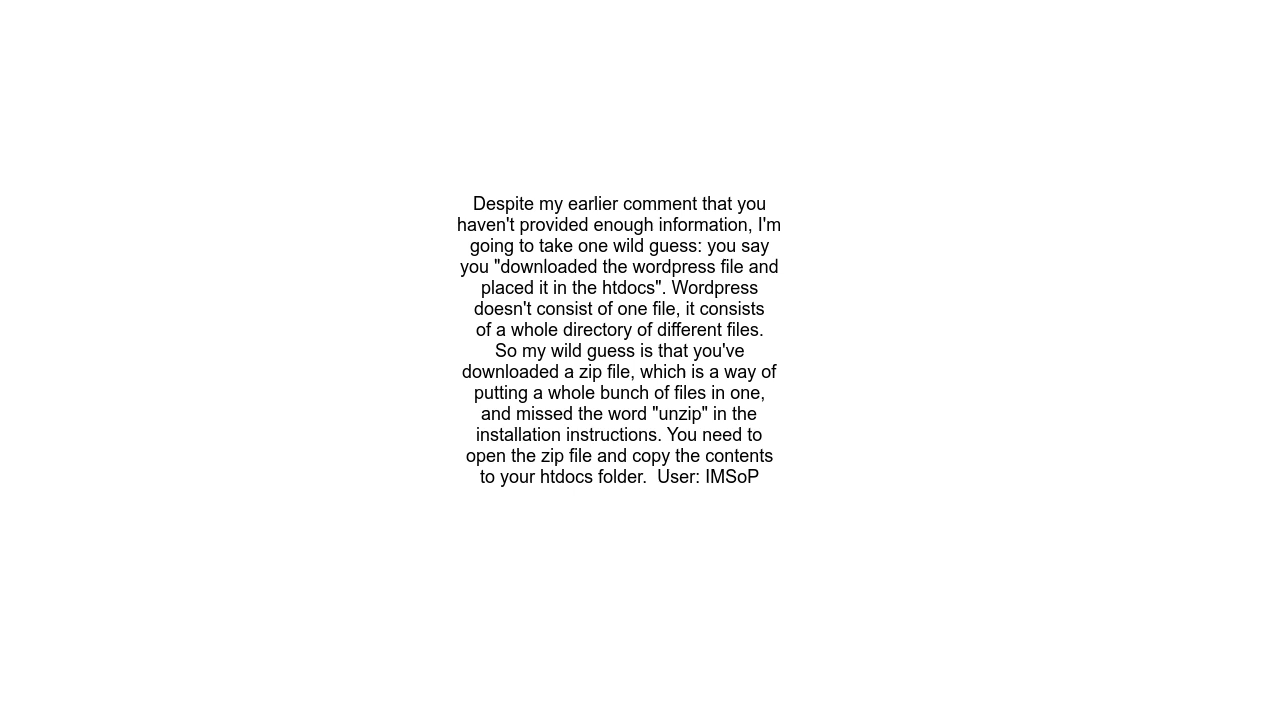 Despite my earlier comment that you
haven't provided enough information, I'm
going to take one wild guess: you say
you "downloaded the wordpress file and
placed it in the htdocs". Wordpress
doesn't consist of one file, it consists
of a whole directory of different files.
So my wild guess is that you've
downloaded a zip file, which is a way of
putting a whole bunch of files in one,
and missed the word "unzip" in the
installation instructions. You need to
open the zip file and copy the contents
to your htdocs folder.  User: IMSoP